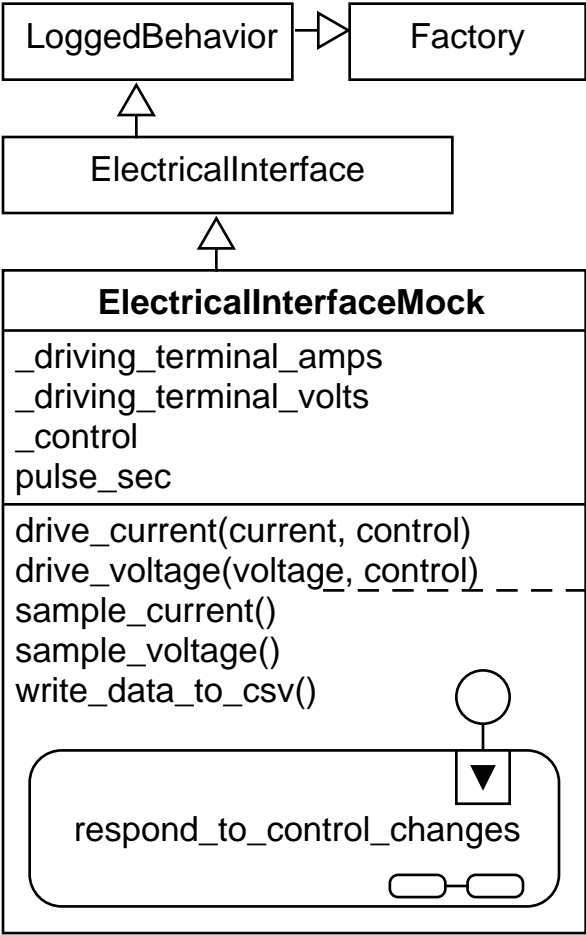 LoggedBehavior
Factory
ElectricalInterface
ElectricalInterfaceMock
_driving_terminal_amps
_driving_terminal_volts
_control
pulse_sec
drive_current(current, control)
drive_voltage(voltage, control)
sample_current()
sample_voltage()
write_data_to_csv()
respond_to_control_changes